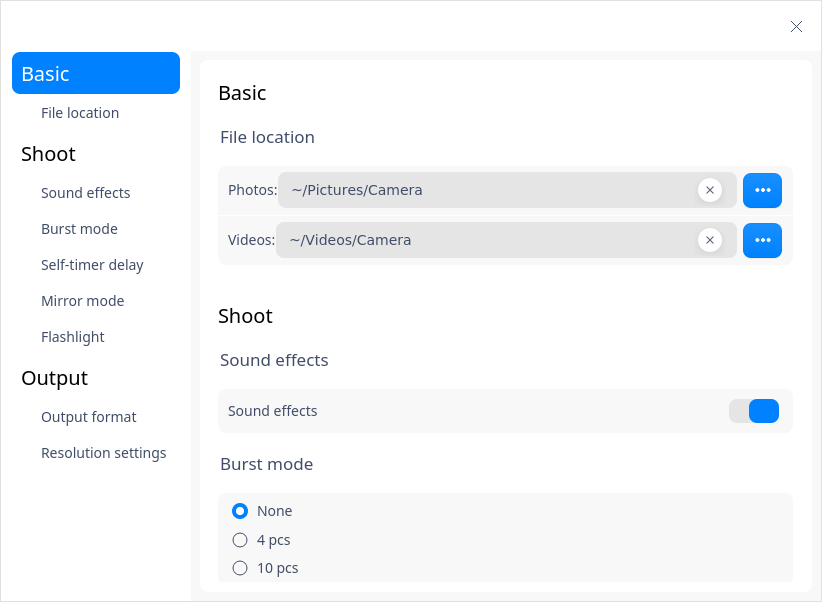 Basic
File location
Shoot
Sound effects
Burst mode
Self-timer delay
Mirror mode
Flashlight
Output
Output format
Resolution settings
Basic
File location
Photos: ~/Pictures/Camera
Videos: ~/Videos/Camera
Shoot
Sound effects
Sound effects
Burst mode
None
4 pcs
10 pcs